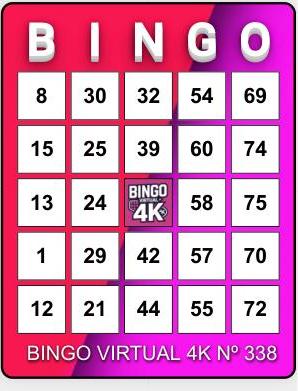 BINGO
8 30 32 54 69
15 25 39 60 74
13 24 BINGO VIRTUAL 4K 58 75
1 29 42 57 70
12 21 44 55 72
BINGO VIRTUAL 4K Nº 338